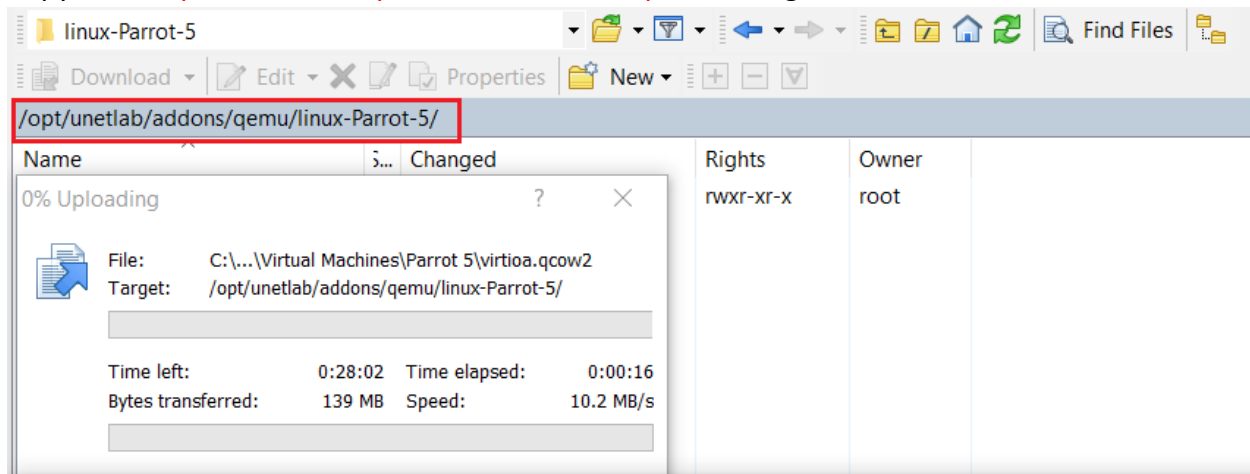 linux-Parrot-5 Find Files
Download Edit Properties New
/opt/unetlab/addons/qemu/linux-Parrot-5/
Name S... Changed Rights Owner
0% Uploading ? rwxr-xr-x root
File: C:\...\Virtual Machines\Parrot 5\virtioa.qcow2
Target: /opt/unetlab/addons/qemu/linux-Parrot-5/
Time left: 0:28:02 Time elapsed: 0:00:16
Bytes transferred: 139 MB Speed: 10.2 MB/s